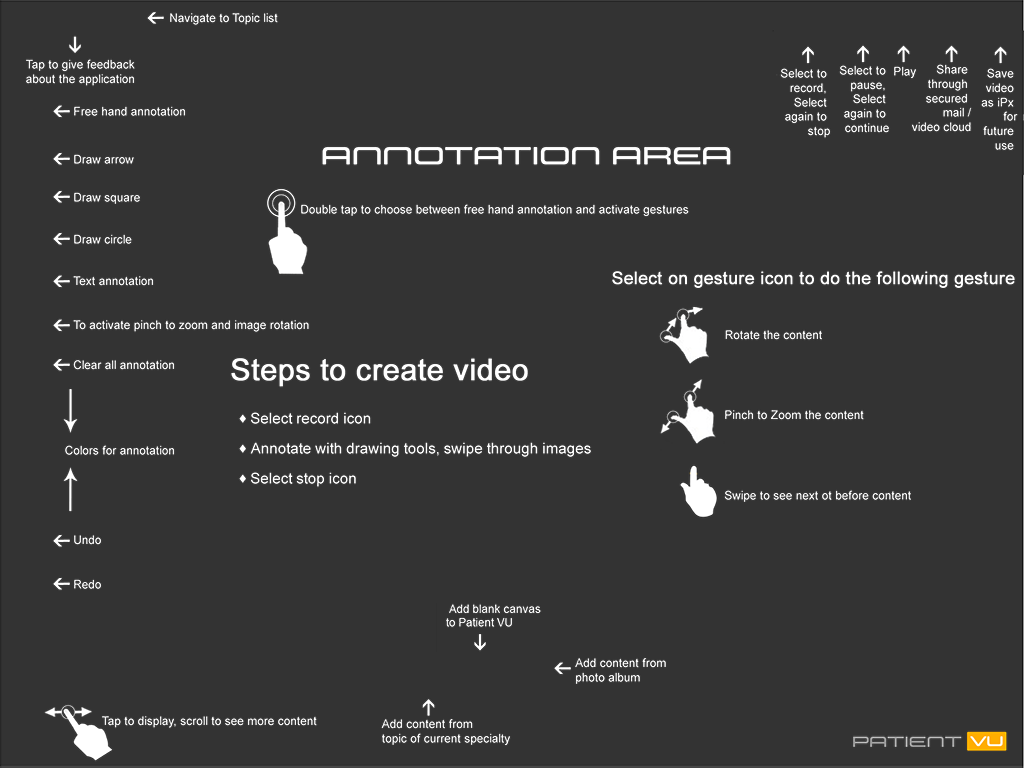 Navigate to Topic list
Tap to give feedback
about the application
Select to
record,
Select
again to
stop
Select to
pause,
Select
again to
continue
Play
Share
through
secured
mail /
video cloud
Save
video
as iPx
for
future
use
Free hand annotation
ANNOTATION AREA
Draw arrow
Draw square
Double tap to choose between free hand annotation and activate gestures
Draw circle
Text annotation
Select on gesture icon to do the following gesture
To activate pinch to zoom and image rotation
Rotate the content
Clear all annotation
Steps to create video
♦ Select record icon
♦ Annotate with drawing tools, swipe through images
♦ Select stop icon
Pinch to Zoom the content
Colors for annotation
Swipe to see next ot before content
Undo
Redo
Add blank canvas
to Patient VU
Add content from
photo album
Tap to display, scroll to see more content
Add content from
topic of current specialty
PATIENT VU